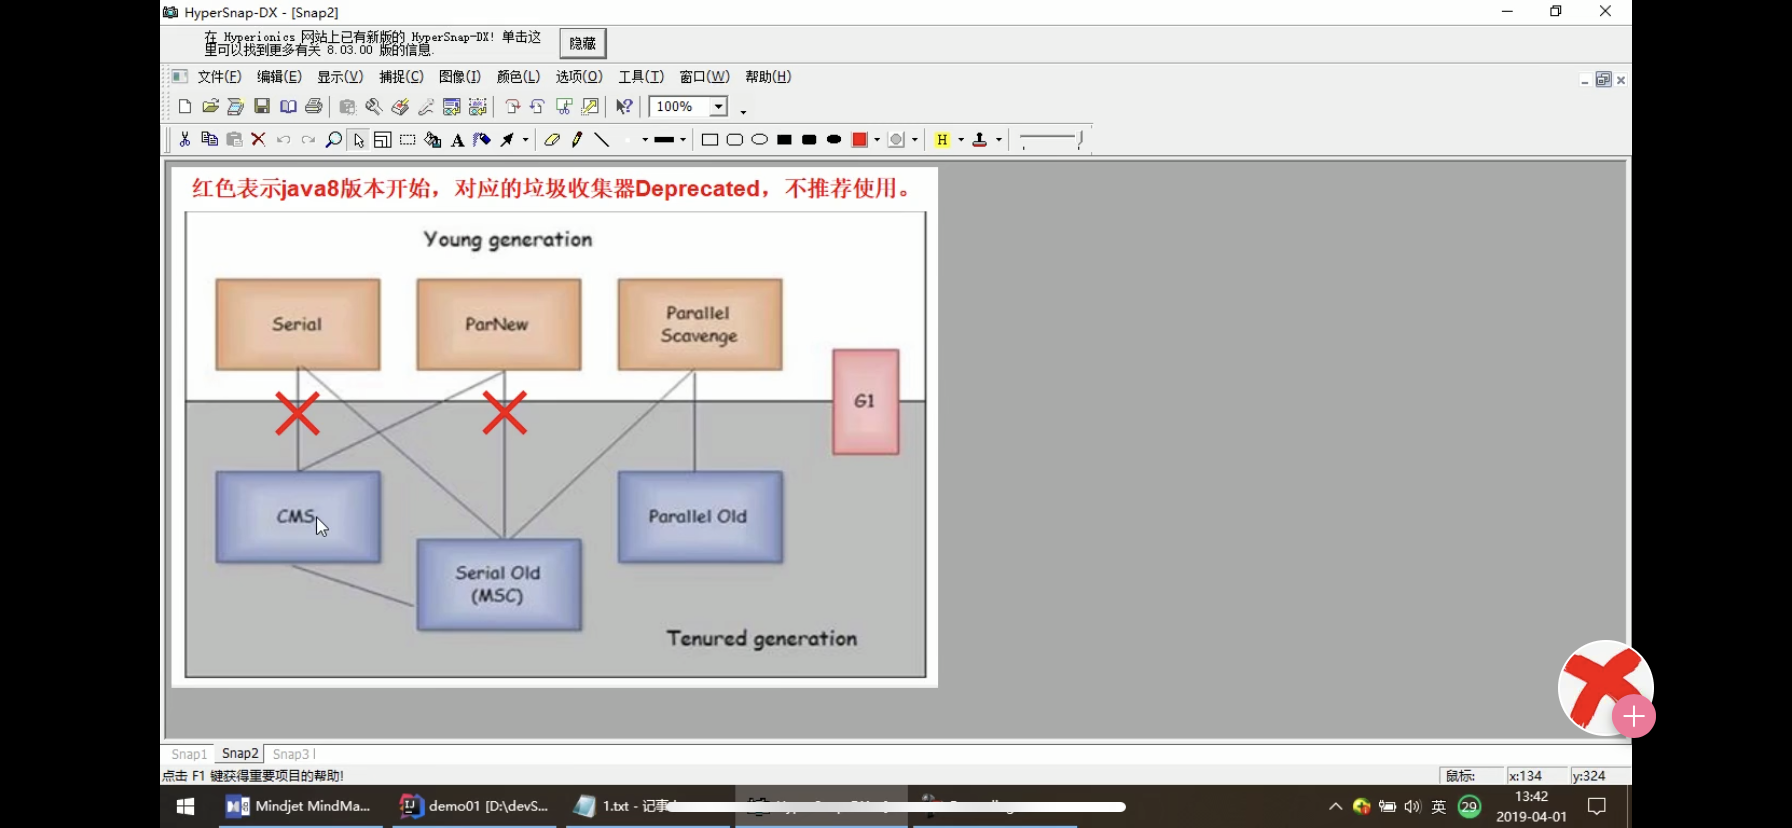 HyperSnap-DX - [Snap2]
在 Hyperionics 网站上已有新版的 HyperSnap-DX! 单击这
里可以找到更多有关 8.03.00 版的信息.
隐藏
文件(F) 编辑(E) 显示(V) 捕捉(C) 图像(I) 颜色(L) 选项(O) 工具(T) 窗口(W) 帮助(H)
100%
A
H
红色表示java8版本开始，对应的垃圾收集器Deprecated，不推荐使用。
Young generation
Serial
ParNew
Parallel
Scavenge
G1
CMS
Serial Old
(MSC)
Parallel Old
Tenured generation
Snap1 Snap2 Snap3
点击 F1 键获得重要项目的帮助!
鼠标: x:134 y:324
Mindjet MindMa... demo01 [D:\devS... 1.txt - 记事
英 29 13:42
2019-04-01